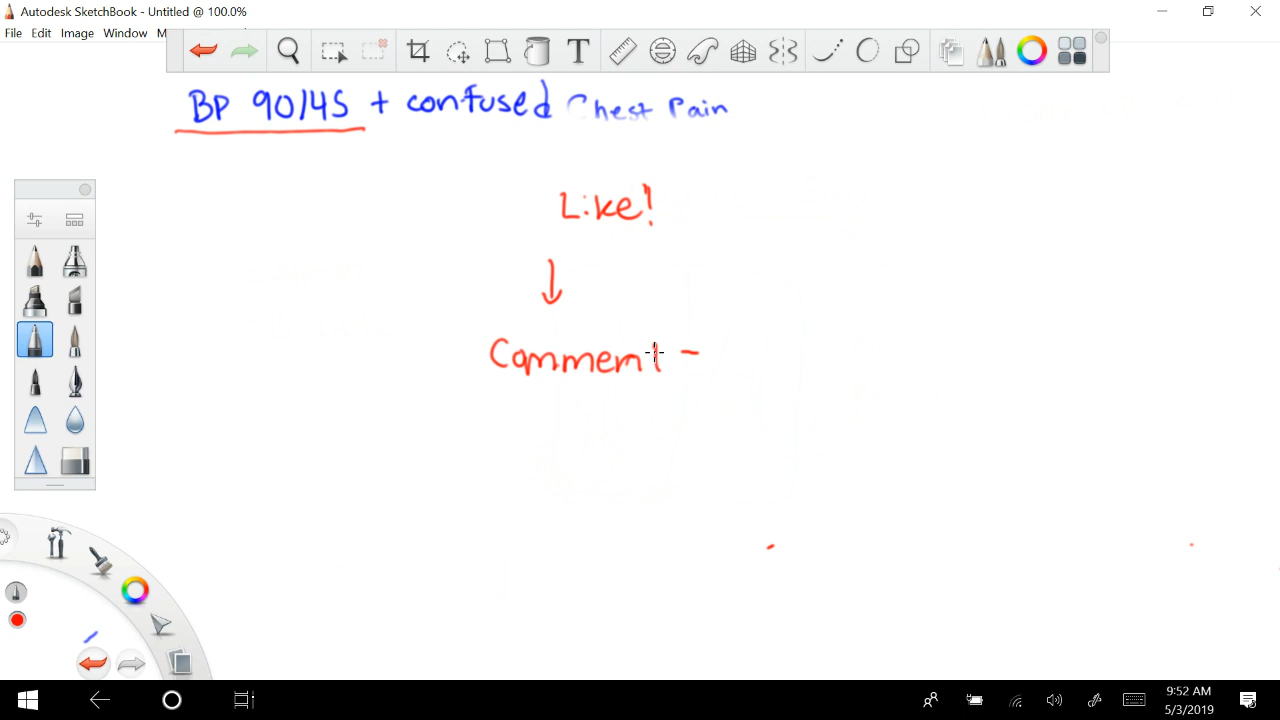 Autodesk SketchBook - Untitled @ 100.0%
File Edit Image Window
T
BP 90/45 + confused Chest Pain
Like!
↓
Comment -
9:52 AM
5/3/2019